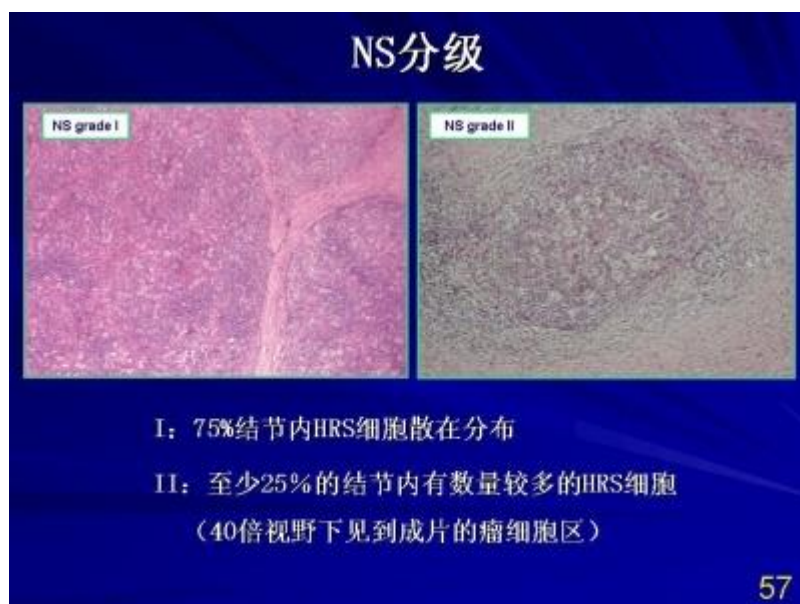 NS分级
NS grade I
NS grade II
I：75%结节内HRS细胞散在分布
II：至少25%的结节内有数量较多的HRS细胞
（40倍视野下见到成片的瘤细胞区）
57